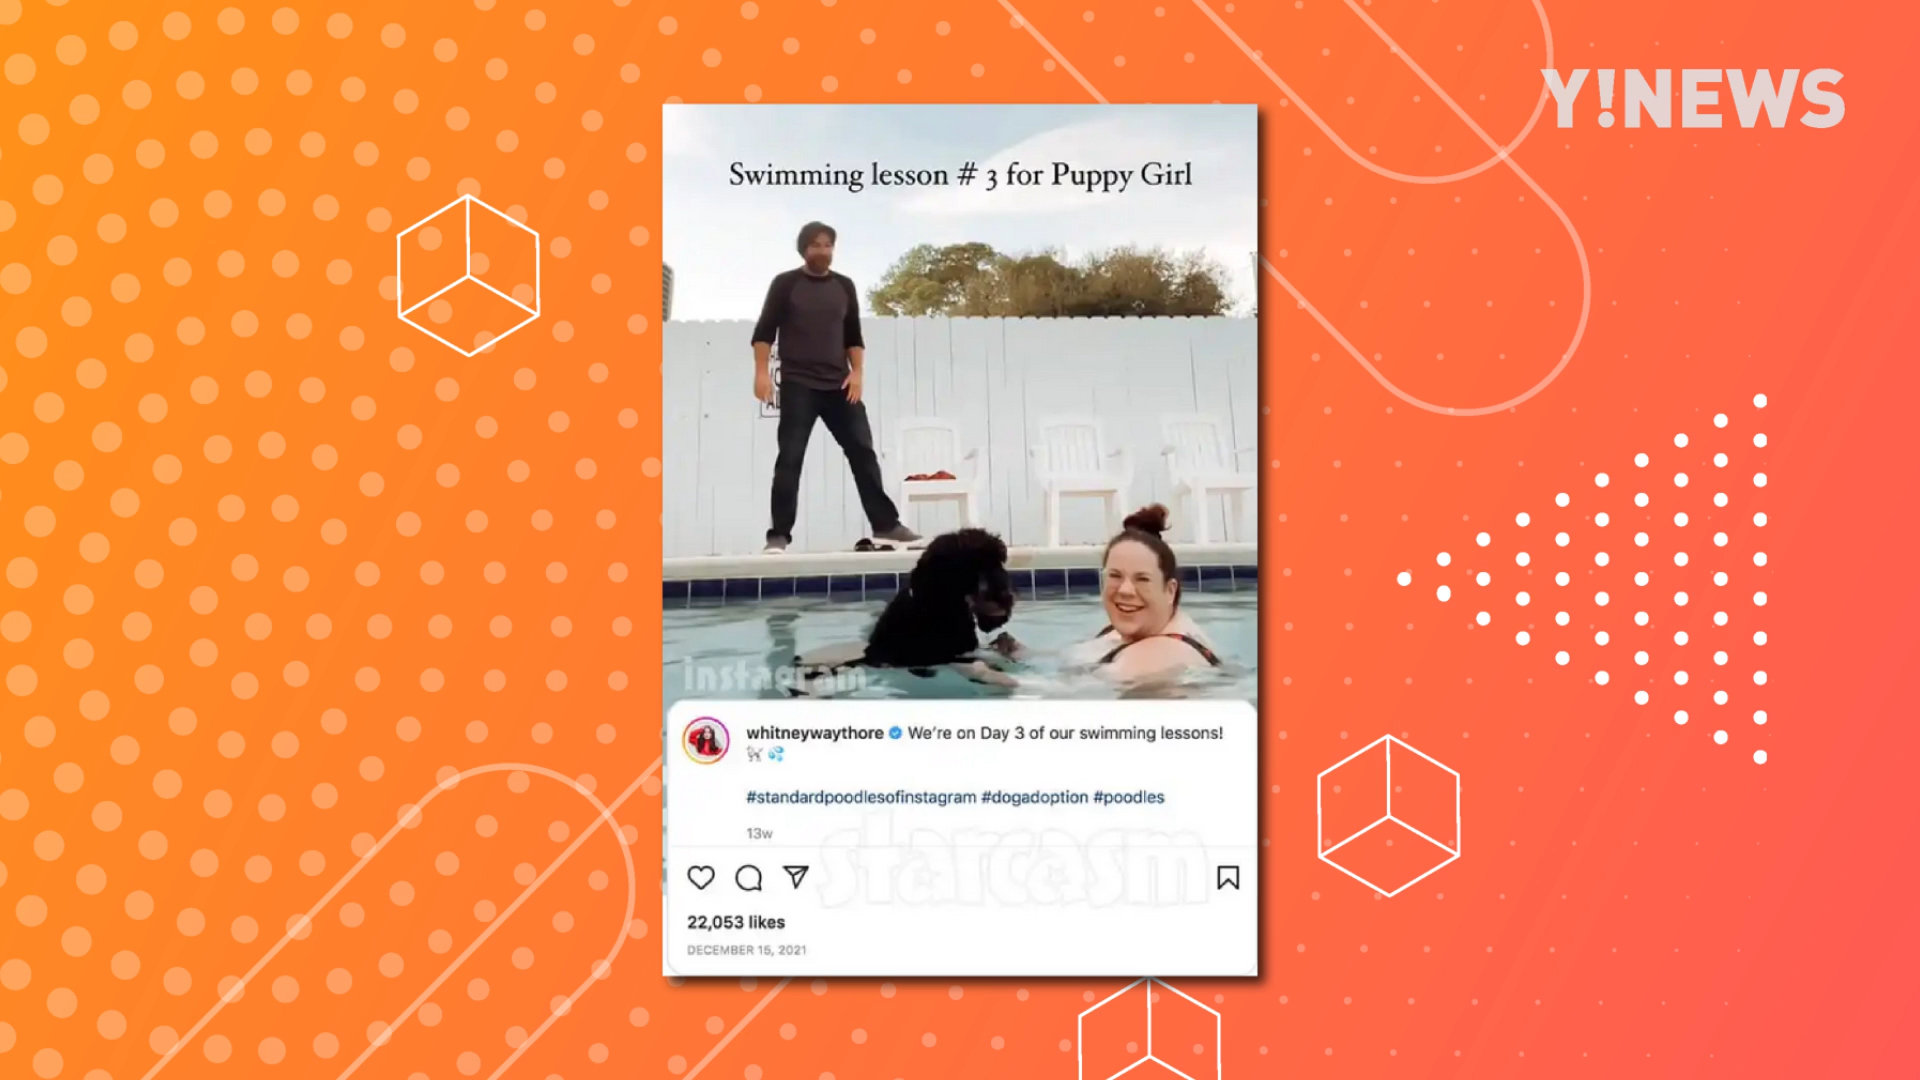 Y!NEWS
Swimming lesson # 3 for Puppy Girl
instagram
whitneywaythore We're on Day 3 of our swimming lessons!
#standardpoodlesofinstagram #dogadoption #poodles
13w
starcasm
22,053 likes
DECEMBER 15, 2021